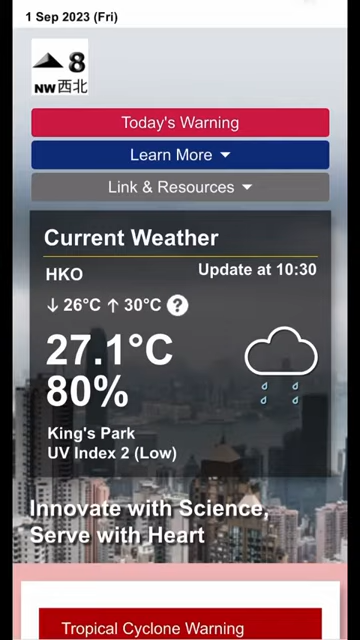 1 Sep 2023 (Fri)
8
NW西北
Today's Warning
Learn More
Link & Resources
Current Weather
HKO
Update at 10:30
↓ 26°C ↑ 30°C ?
27.1°C
80%
King's Park
UV Index 2 (Low)
Innovate with Science,
Serve with Heart
Tropical Cyclone Warning